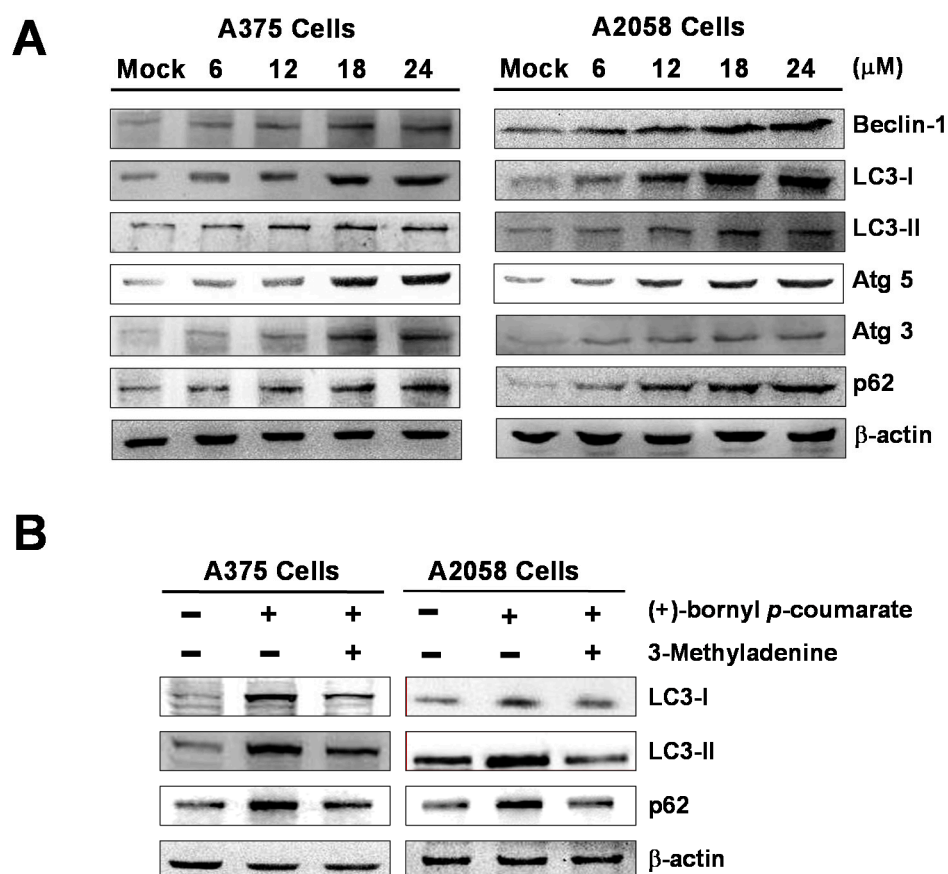 A
A375 Cells
A2058 Cells
Mock 6 12 18 24
Mock 6 12 18 24 (μM)
Beclin-1
LC3-I
LC3-II
Atg 5
Atg 3
p62
β-actin
B
A375 Cells
A2058 Cells
− + + − + + (+)-bornyl p-coumarate
− − + − − + 3-Methyladenine
LC3-I
LC3-II
p62
β-actin